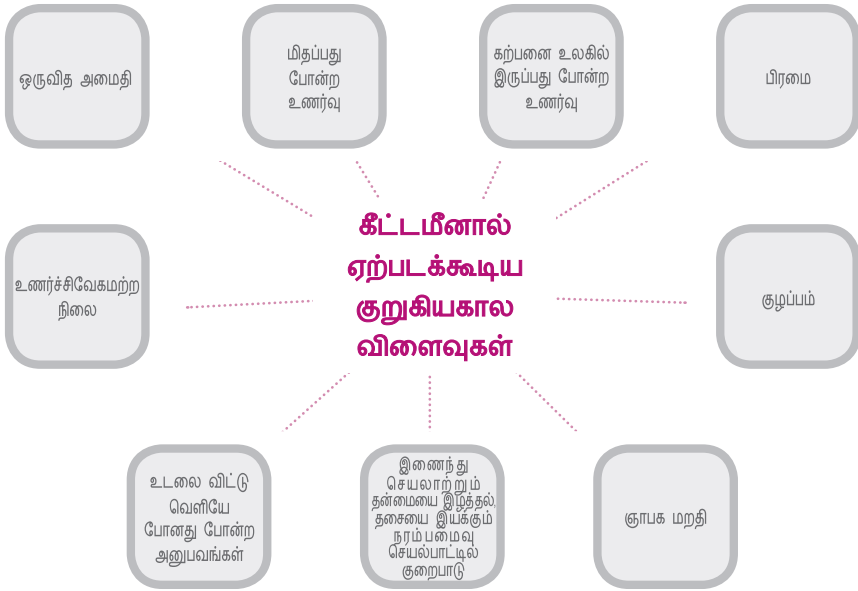 ஒருவித அமைதி
மிதப்பது
போன்ற
உணர்வு
கற்பனை உலகில்
இருப்பது போன்ற
உணர்வு
பிரமை
கீட்டமீனால்
ஏற்படக்கூடிய
குறுகியகால
விளைவுகள்
உணர்ச்சிவேகமற்ற
நிலை
குழப்பம்
உடலை விட்டு
வெளியே
போனது போன்ற
அனுபவங்கள்
இணைந்து
செயலாற்றும்
தன்மையை இழத்தல்,
தசையை இயக்கும்
நரம்பமைவு
செயல்பாட்டில்
குறைபாடு
ஞாபக மறதி